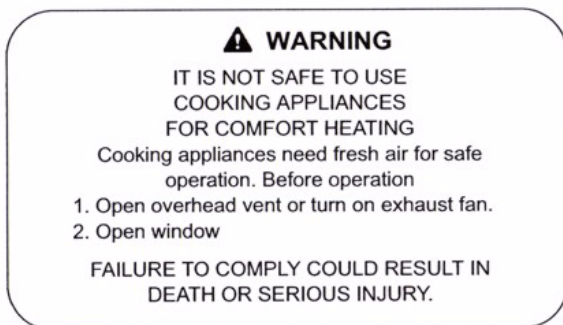 WARNING
IT IS NOT SAFE TO USE
COOKING APPLIANCES
FOR COMFORT HEATING
Cooking appliances need fresh air for safe
operation. Before operation
1. Open overhead vent or turn on exhaust fan.
2. Open window
FAILURE TO COMPLY COULD RESULT IN
DEATH OR SERIOUS INJURY.